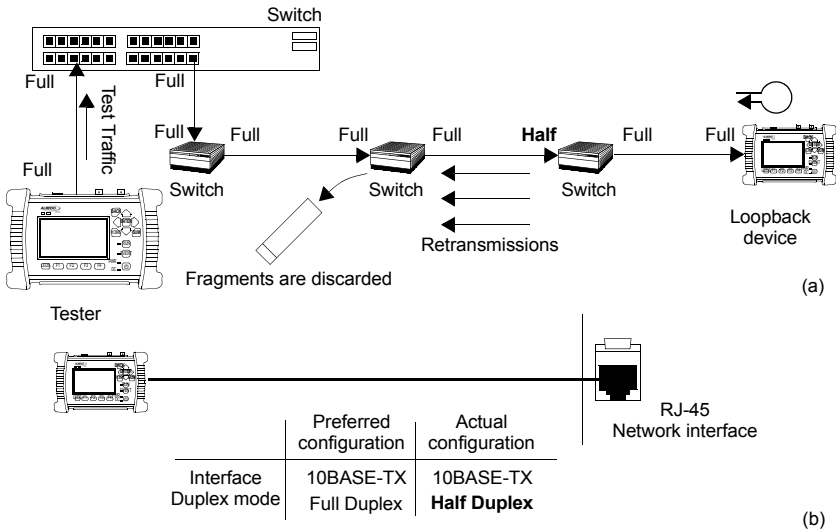 Switch
Full
Full
Test Traffic
Full
Full
Full
Full
Full
Half
Full
Full
Switch
Switch
Switch
Retransmissions
Loopback
device
Fragments are discarded
(a)
Tester
RJ-45
Network interface
Preferred
configuration
Actual
configuration
Interface
10BASE-TX
10BASE-TX
Duplex mode
Full Duplex
Half Duplex
(b)